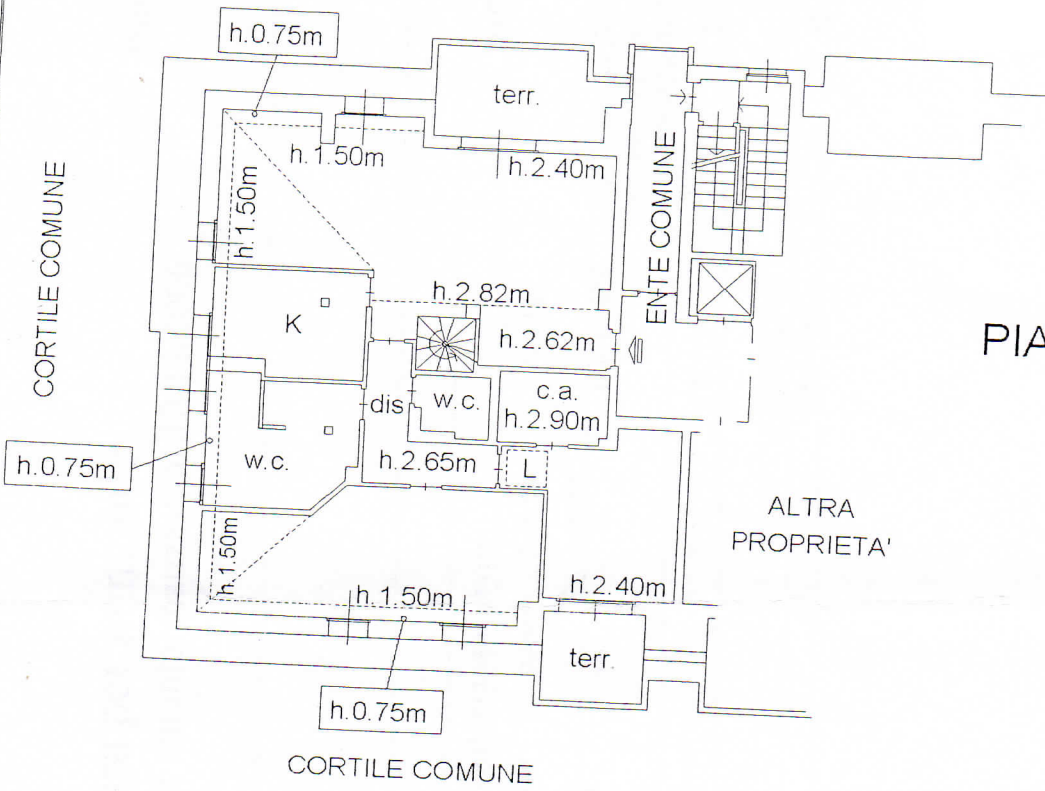 h.0.75m
terr.
h.1.50m
h.2.40m
h.1.50m
CORTILE COMUNE
ENTE COMUNE
h.2.82m
K
h.2.62m
PIA
c.a.
w.c.
h.2.90m
dis
h.0.75m
w.c.
h.2.65m
L
ALTRA
PROPRIETA'
h.1.50m
h.1.50m
h.2.40m
terr.
h.0.75m
CORTILE COMUNE